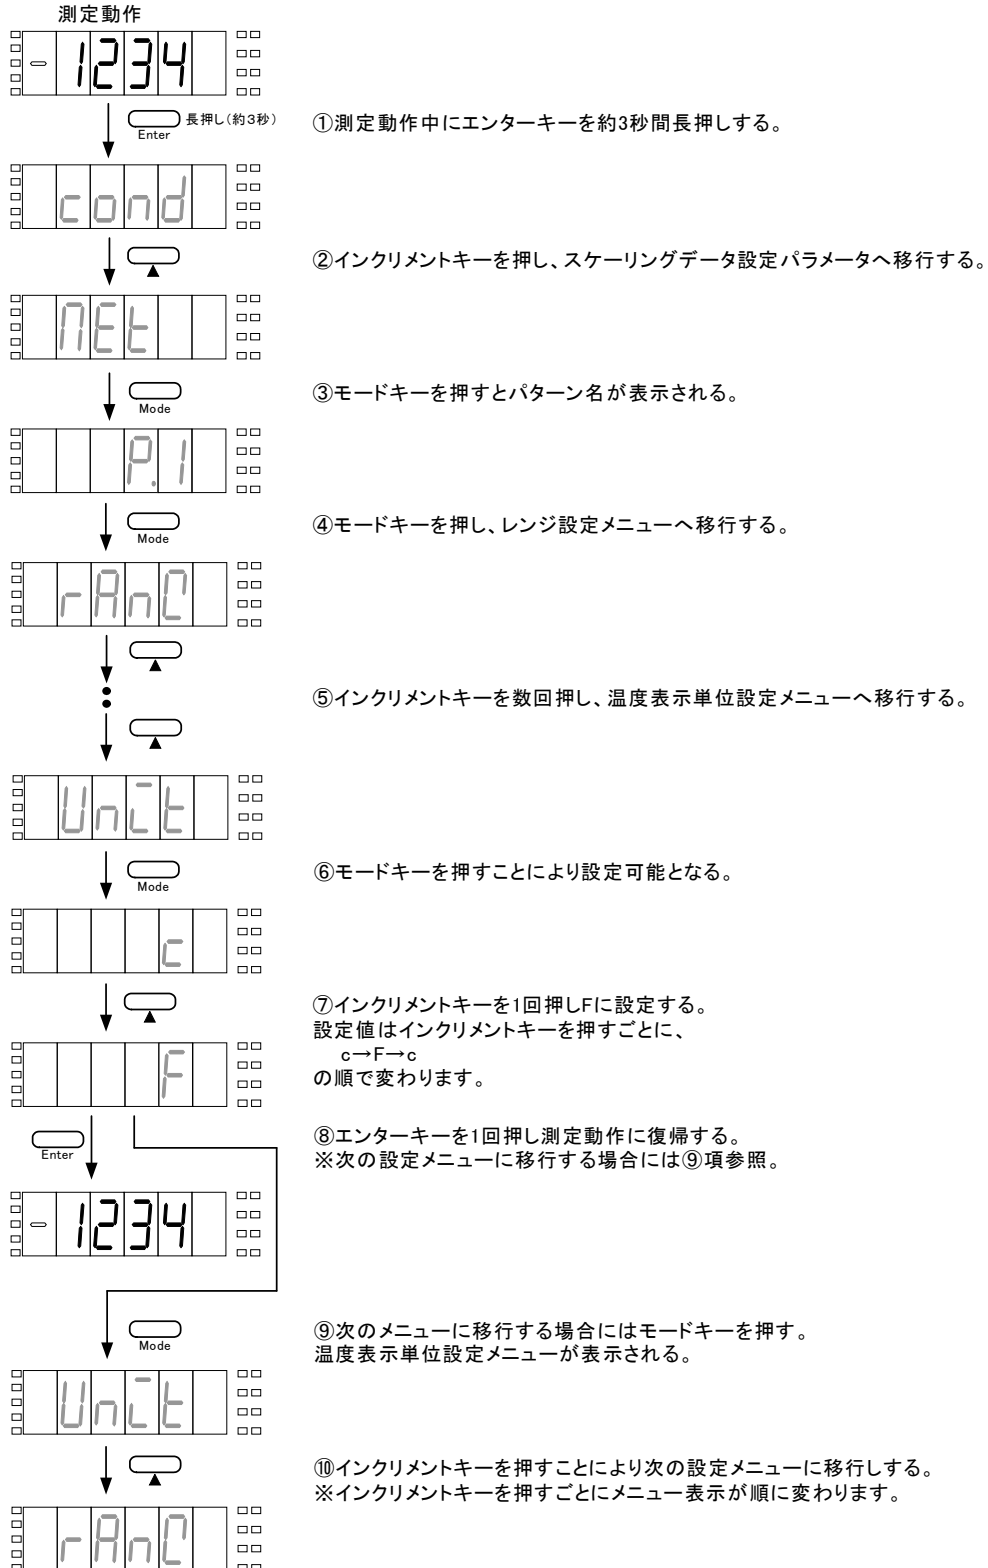 測定動作
- 1234
長押し(約3秒)
Enter
①測定動作中にエンターキーを約3秒間長押しする。
cond
▲
②インクリメントキーを押し、スケーリングデータ設定パラメータへ移行する。
MEt
Mode
③モードキーを押すとパターン名が表示される。
P.1
Mode
④モードキーを押し、レンジ設定メニューへ移行する。
rAnG
▲
⑤インクリメントキーを数回押し、温度表示単位設定メニューへ移行する。
▲
Unit
Mode
⑥モードキーを押すことにより設定可能となる。
c
▲
⑦インクリメントキーを1回押しFに設定する。
設定値はインクリメントキーを押すごとに、
c→F→c
の順で変わります。
F
Enter
⑧エンターキーを1回押し測定動作に復帰する。
※次の設定メニューに移行する場合には⑨項参照。
- 1234
Mode
⑨次のメニューに移行する場合にはモードキーを押す。
温度表示単位設定メニューが表示される。
Unit
▲
⑩インクリメントキーを押すことにより次の設定メニューに移行しする。
※インクリメントキーを押すごとにメニュー表示が順に変わります。
rAnG